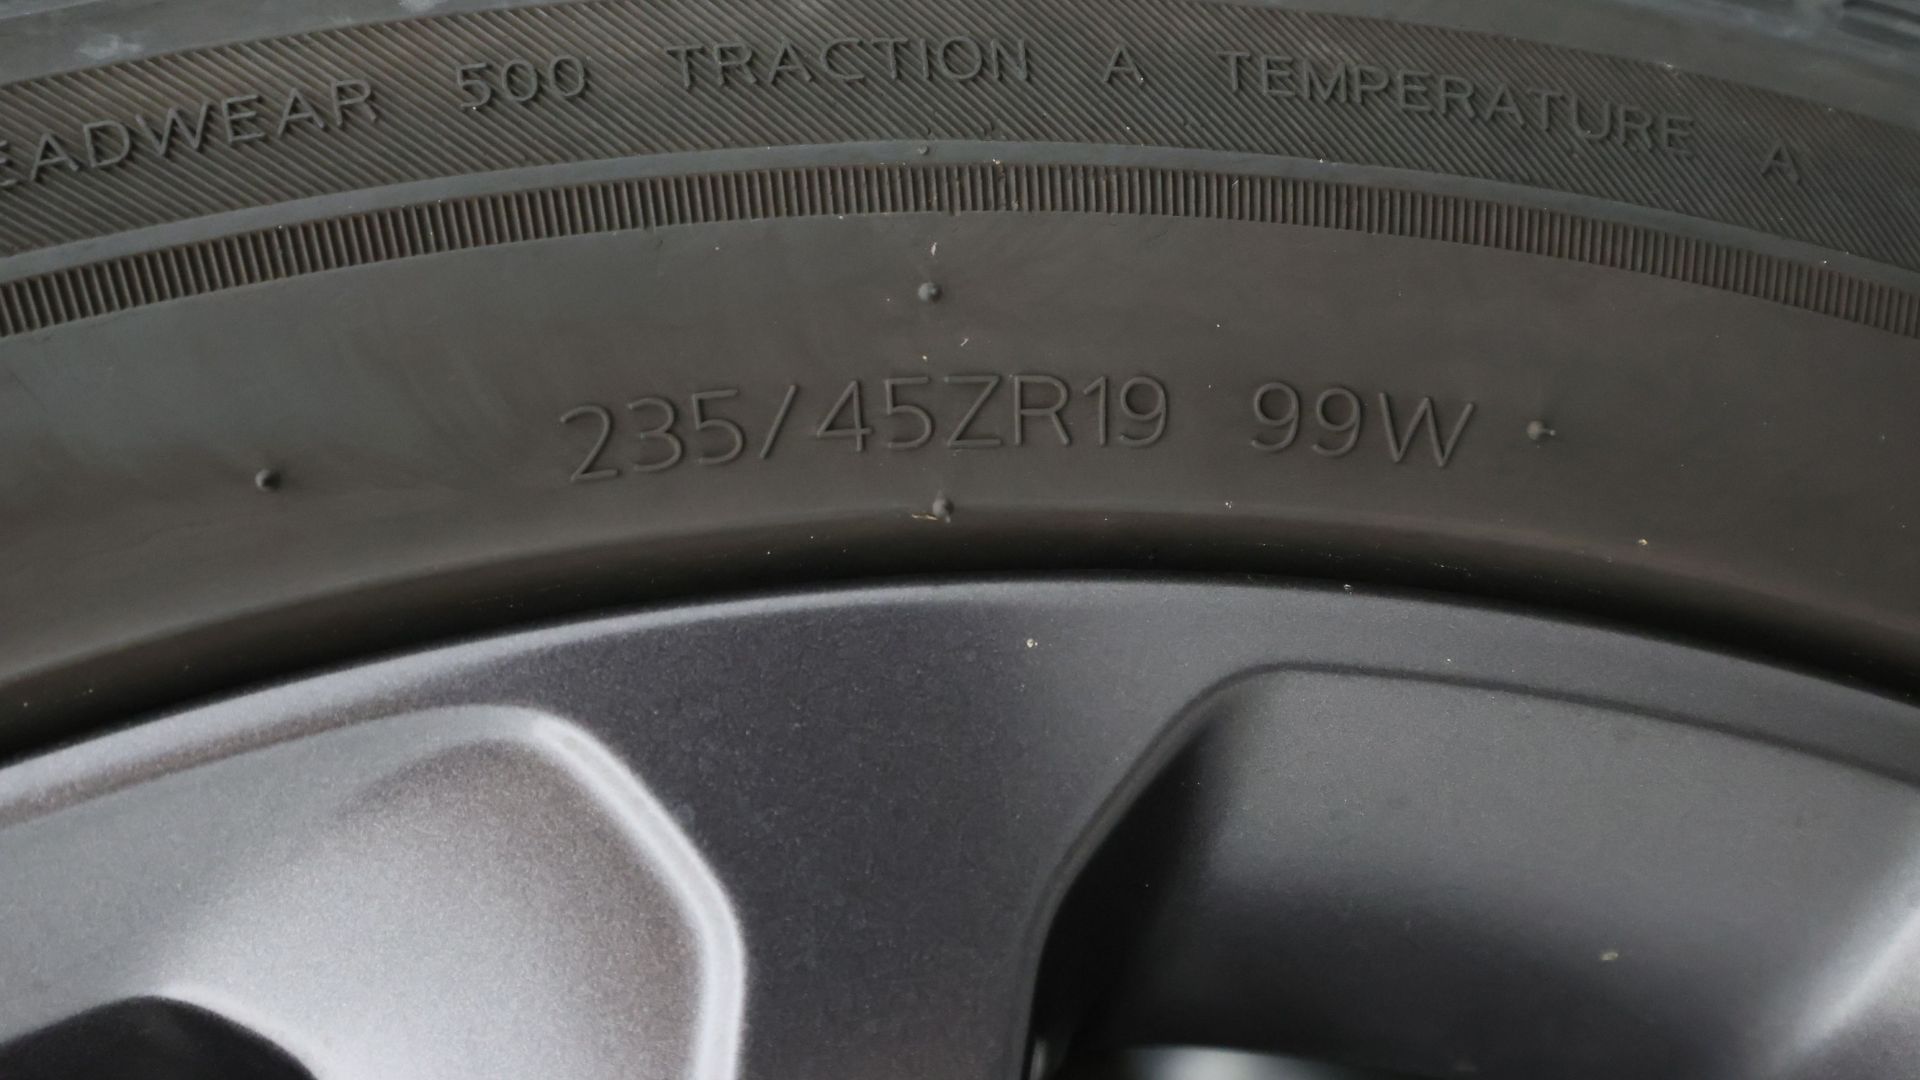 EADWEAR 500 TRACTION A TEMPERATURE A
235/45ZR19 99W